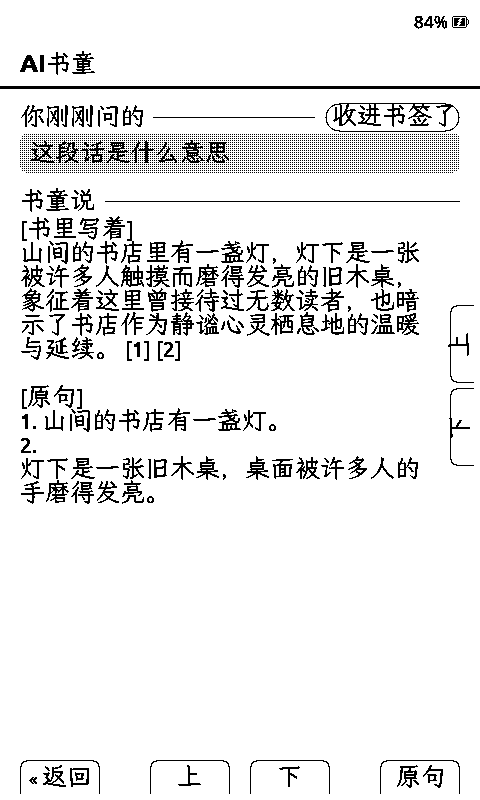 84%
AI书童
你刚刚问的
收进书签了
这段话是什么意思
书童说
[书里写着]
山间的书店里有一盏灯，灯下是一张
被许多人触摸而磨得发亮的旧木桌，
象征着这里曾接待过无数读者，也暗
示了书店作为静谧心灵栖息地的温暖
与延续。 [1] [2]
[原句]
1. 山间的书店有一盏灯。
2.
灯下是一张旧木桌，桌面被许多人的
手磨得发亮。
上
下
« 返回
上
下
原句